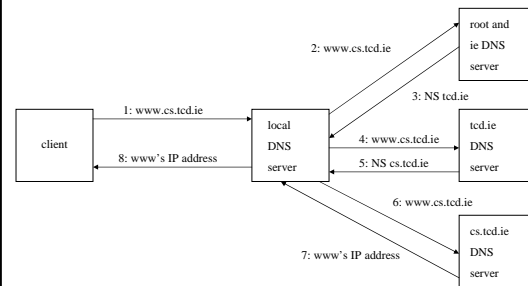 root and
ie DNS
server
2: www.cs.tcd.ie
3: NS tcd.ie
1: www.cs.tcd.ie
client
local
DNS
server
8: www's IP address
4: www.cs.tcd.ie
5: NS cs.tcd.ie
tcd.ie
DNS
server
6: www.cs.tcd.ie
7: www's IP address
cs.tcd.ie
DNS
server